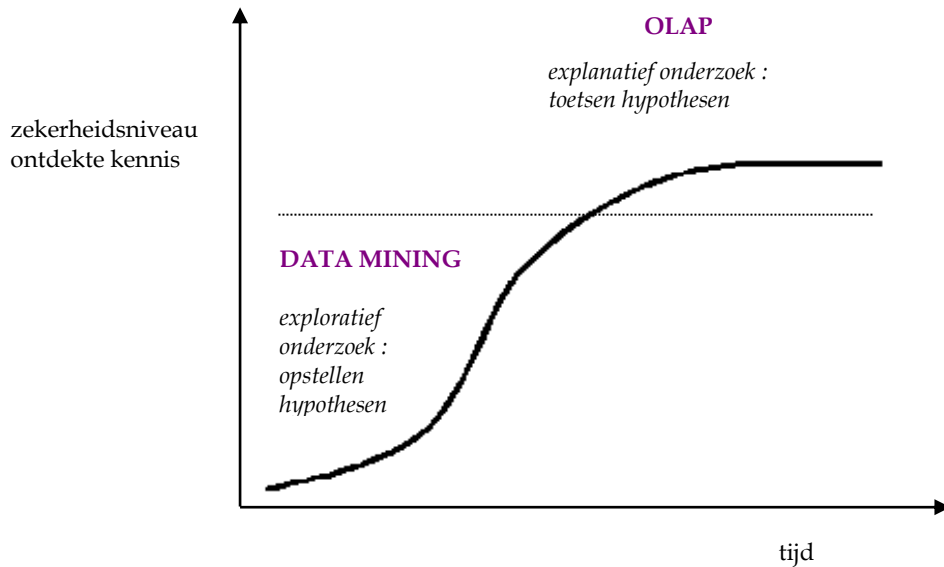 OLAP
explanatief onderzoek :
toetsen hypothesen
zekerheidsniveau
ontdekte kennis
DATA MINING
exploratief
onderzoek :
opstellen
hypothesen
tijd